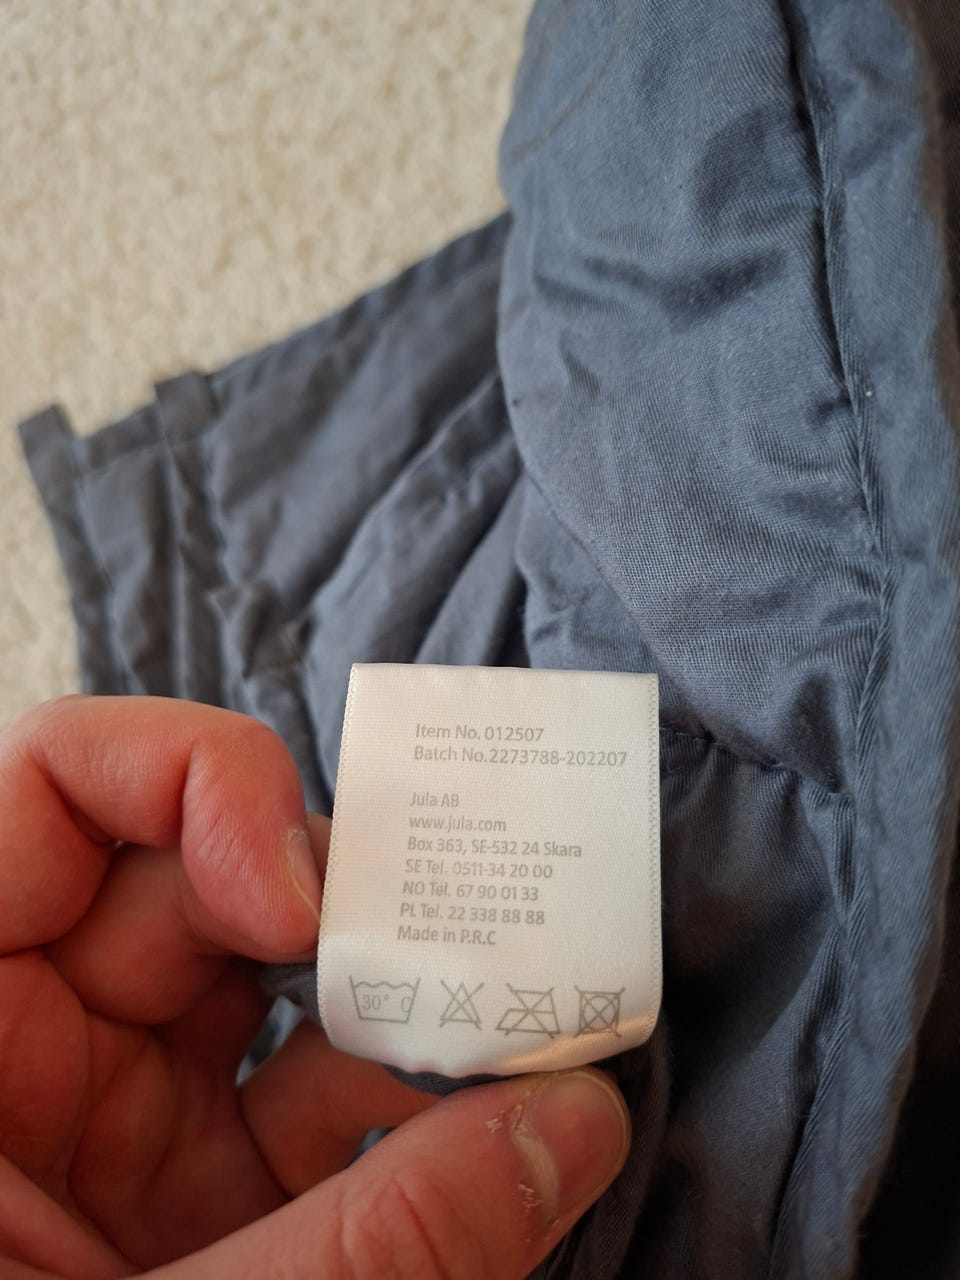 Item No. 012507
Batch No.2273788-202207
Jula AB
www.jula.com
Box 363, SE-532 24 Skara
SE Tel. 0511-34 20 00
NO Tel. 67 90 01 33
PL Tel. 22 338 88 88
Made in P.R.C
30° C